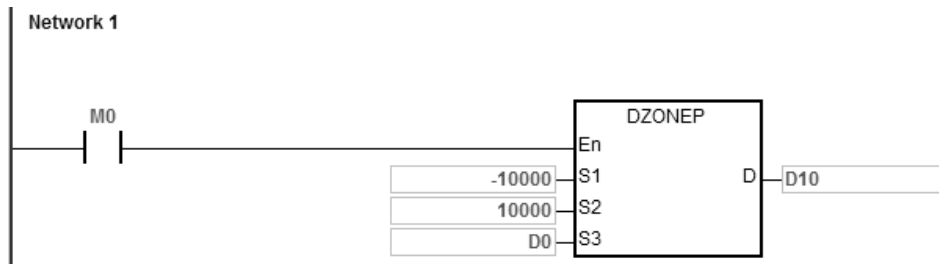 Network 1
M0
DZONEP
En
-10000 S1 D D10
10000 S2
D0 S3